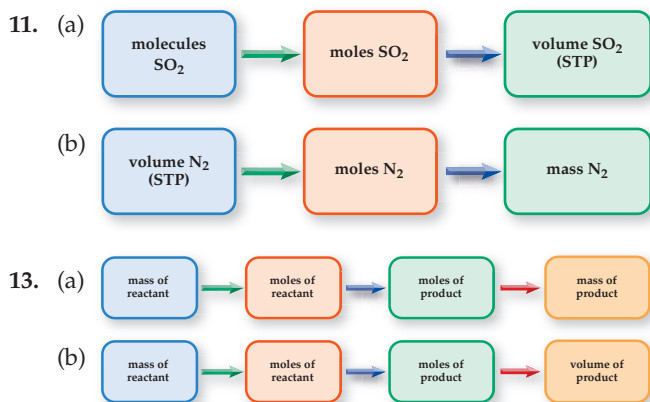 11. (a)
molecules
SO₂
moles SO₂
volume SO₂
(STP)
(b)
volume N₂
(STP)
moles N₂
mass N₂
13. (a)
mass of
reactant
moles of
reactant
moles of
product
mass of
product
(b)
mass of
reactant
moles of
reactant
moles of
product
volume of
product